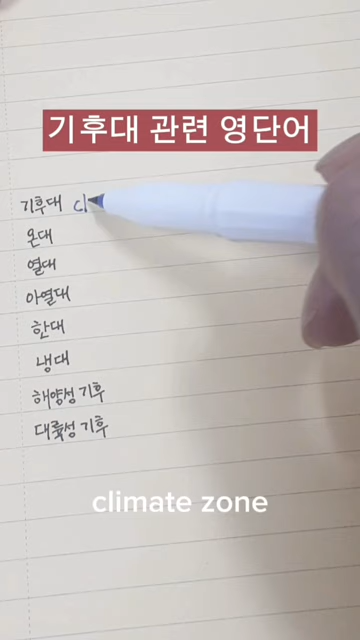 기후대 관련 영단어
기후대 cl
온대
열대
아열대
한대
냉대
해양성 기후
대륙성 기후
climate zone